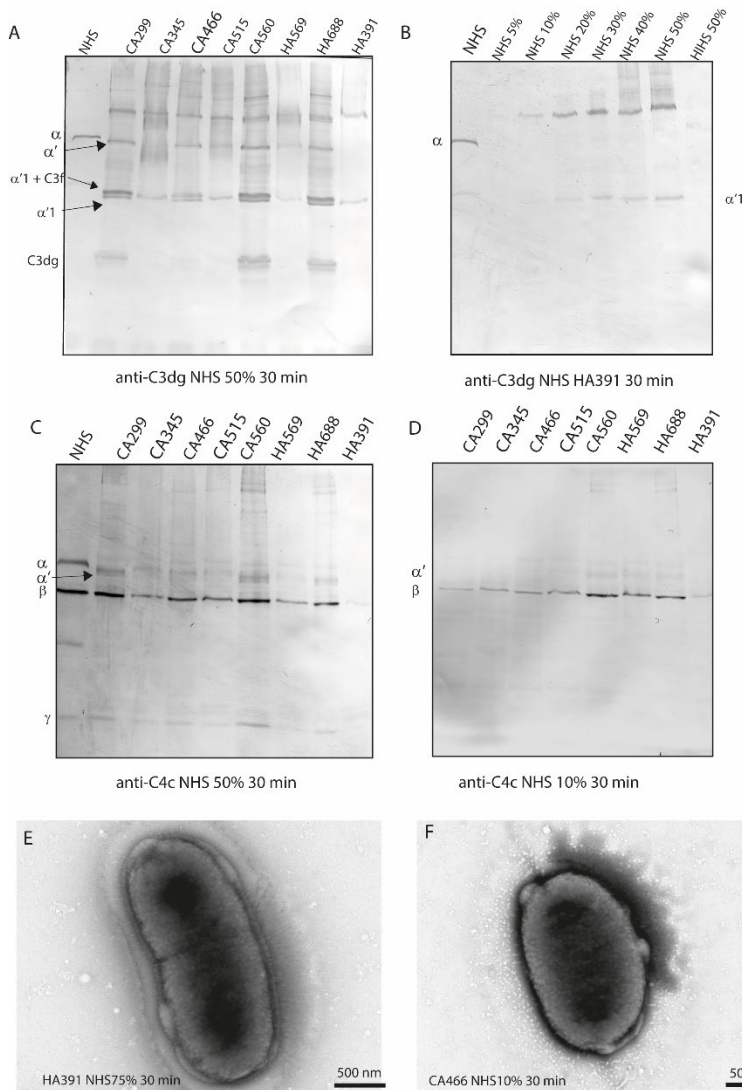 A
NHS
CA299
CA345
CA466
CA515
CA560
HA569
HA688
HA391
α
α'
α'1 + C3f
α'1
C3dg
anti-C3dg NHS 50% 30 min
B
NHS
NHS 5%
NHS 10%
NHS 20%
NHS 30%
NHS 40%
NHS 50%
HIHS 50%
α
α'1
anti-C3dg NHS HA391 30 min
C
NHS
CA299
CA345
CA466
CA515
CA560
HA569
HA688
HA391
α
α'
β
γ
anti-C4c NHS 50% 30 min
D
CA299
CA345
CA466
CA515
CA560
HA569
HA688
HA391
α'
β
anti-C4c NHS 10% 30 min
E
HA391 NHS75% 30 min
500 nm
F
CA466 NHS10% 30 min
50